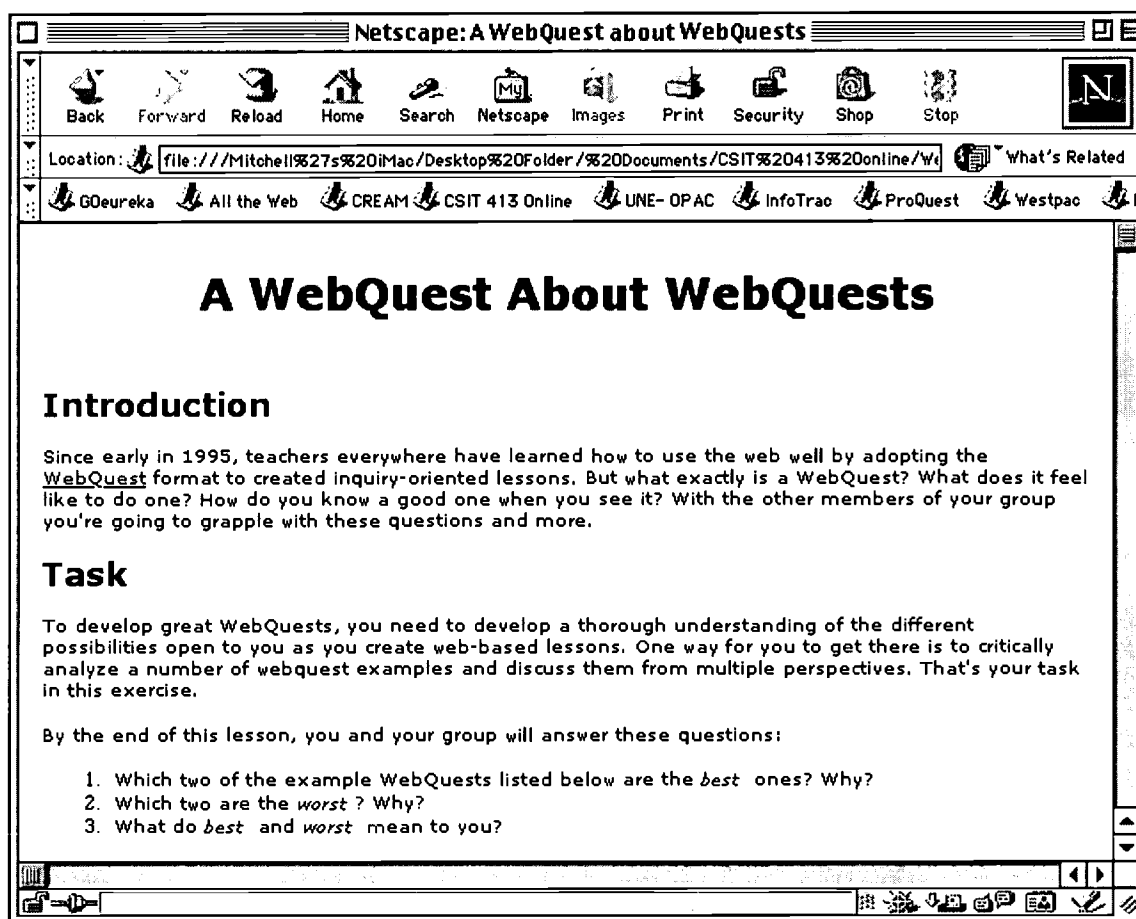 Netscape: A WebQuest about WebQuests
Back Forward Reload Home Search Netscape Images Print Security Shop Stop
My
N
Location: file:///Mitchell%27s%20iMac/Desktop%20Folder/%20Documents/CSIT%20413%20online/We What's Related
GOeureka All the Web CREAM CSIT 413 Online UNE-OPAC InfoTrac ProQuest Westpac
A WebQuest About WebQuests
Introduction
Since early in 1995, teachers everywhere have learned how to use the web well by adopting the
WebQuest format to created inquiry-oriented lessons. But what exactly is a WebQuest? What does it feel
like to do one? How do you know a good one when you see it? With the other members of your group
you're going to grapple with these questions and more.
Task
To develop great WebQuests, you need to develop a thorough understanding of the different
possibilities open to you as you create web-based lessons. One way for you to get there is to critically
analyze a number of webquest examples and discuss them from multiple perspectives. That's your task
in this exercise.
By the end of this lesson, you and your group will answer these questions:
1. Which two of the example WebQuests listed below are the best ones? Why?
2. Which two are the worst ? Why?
3. What do best and worst mean to you?